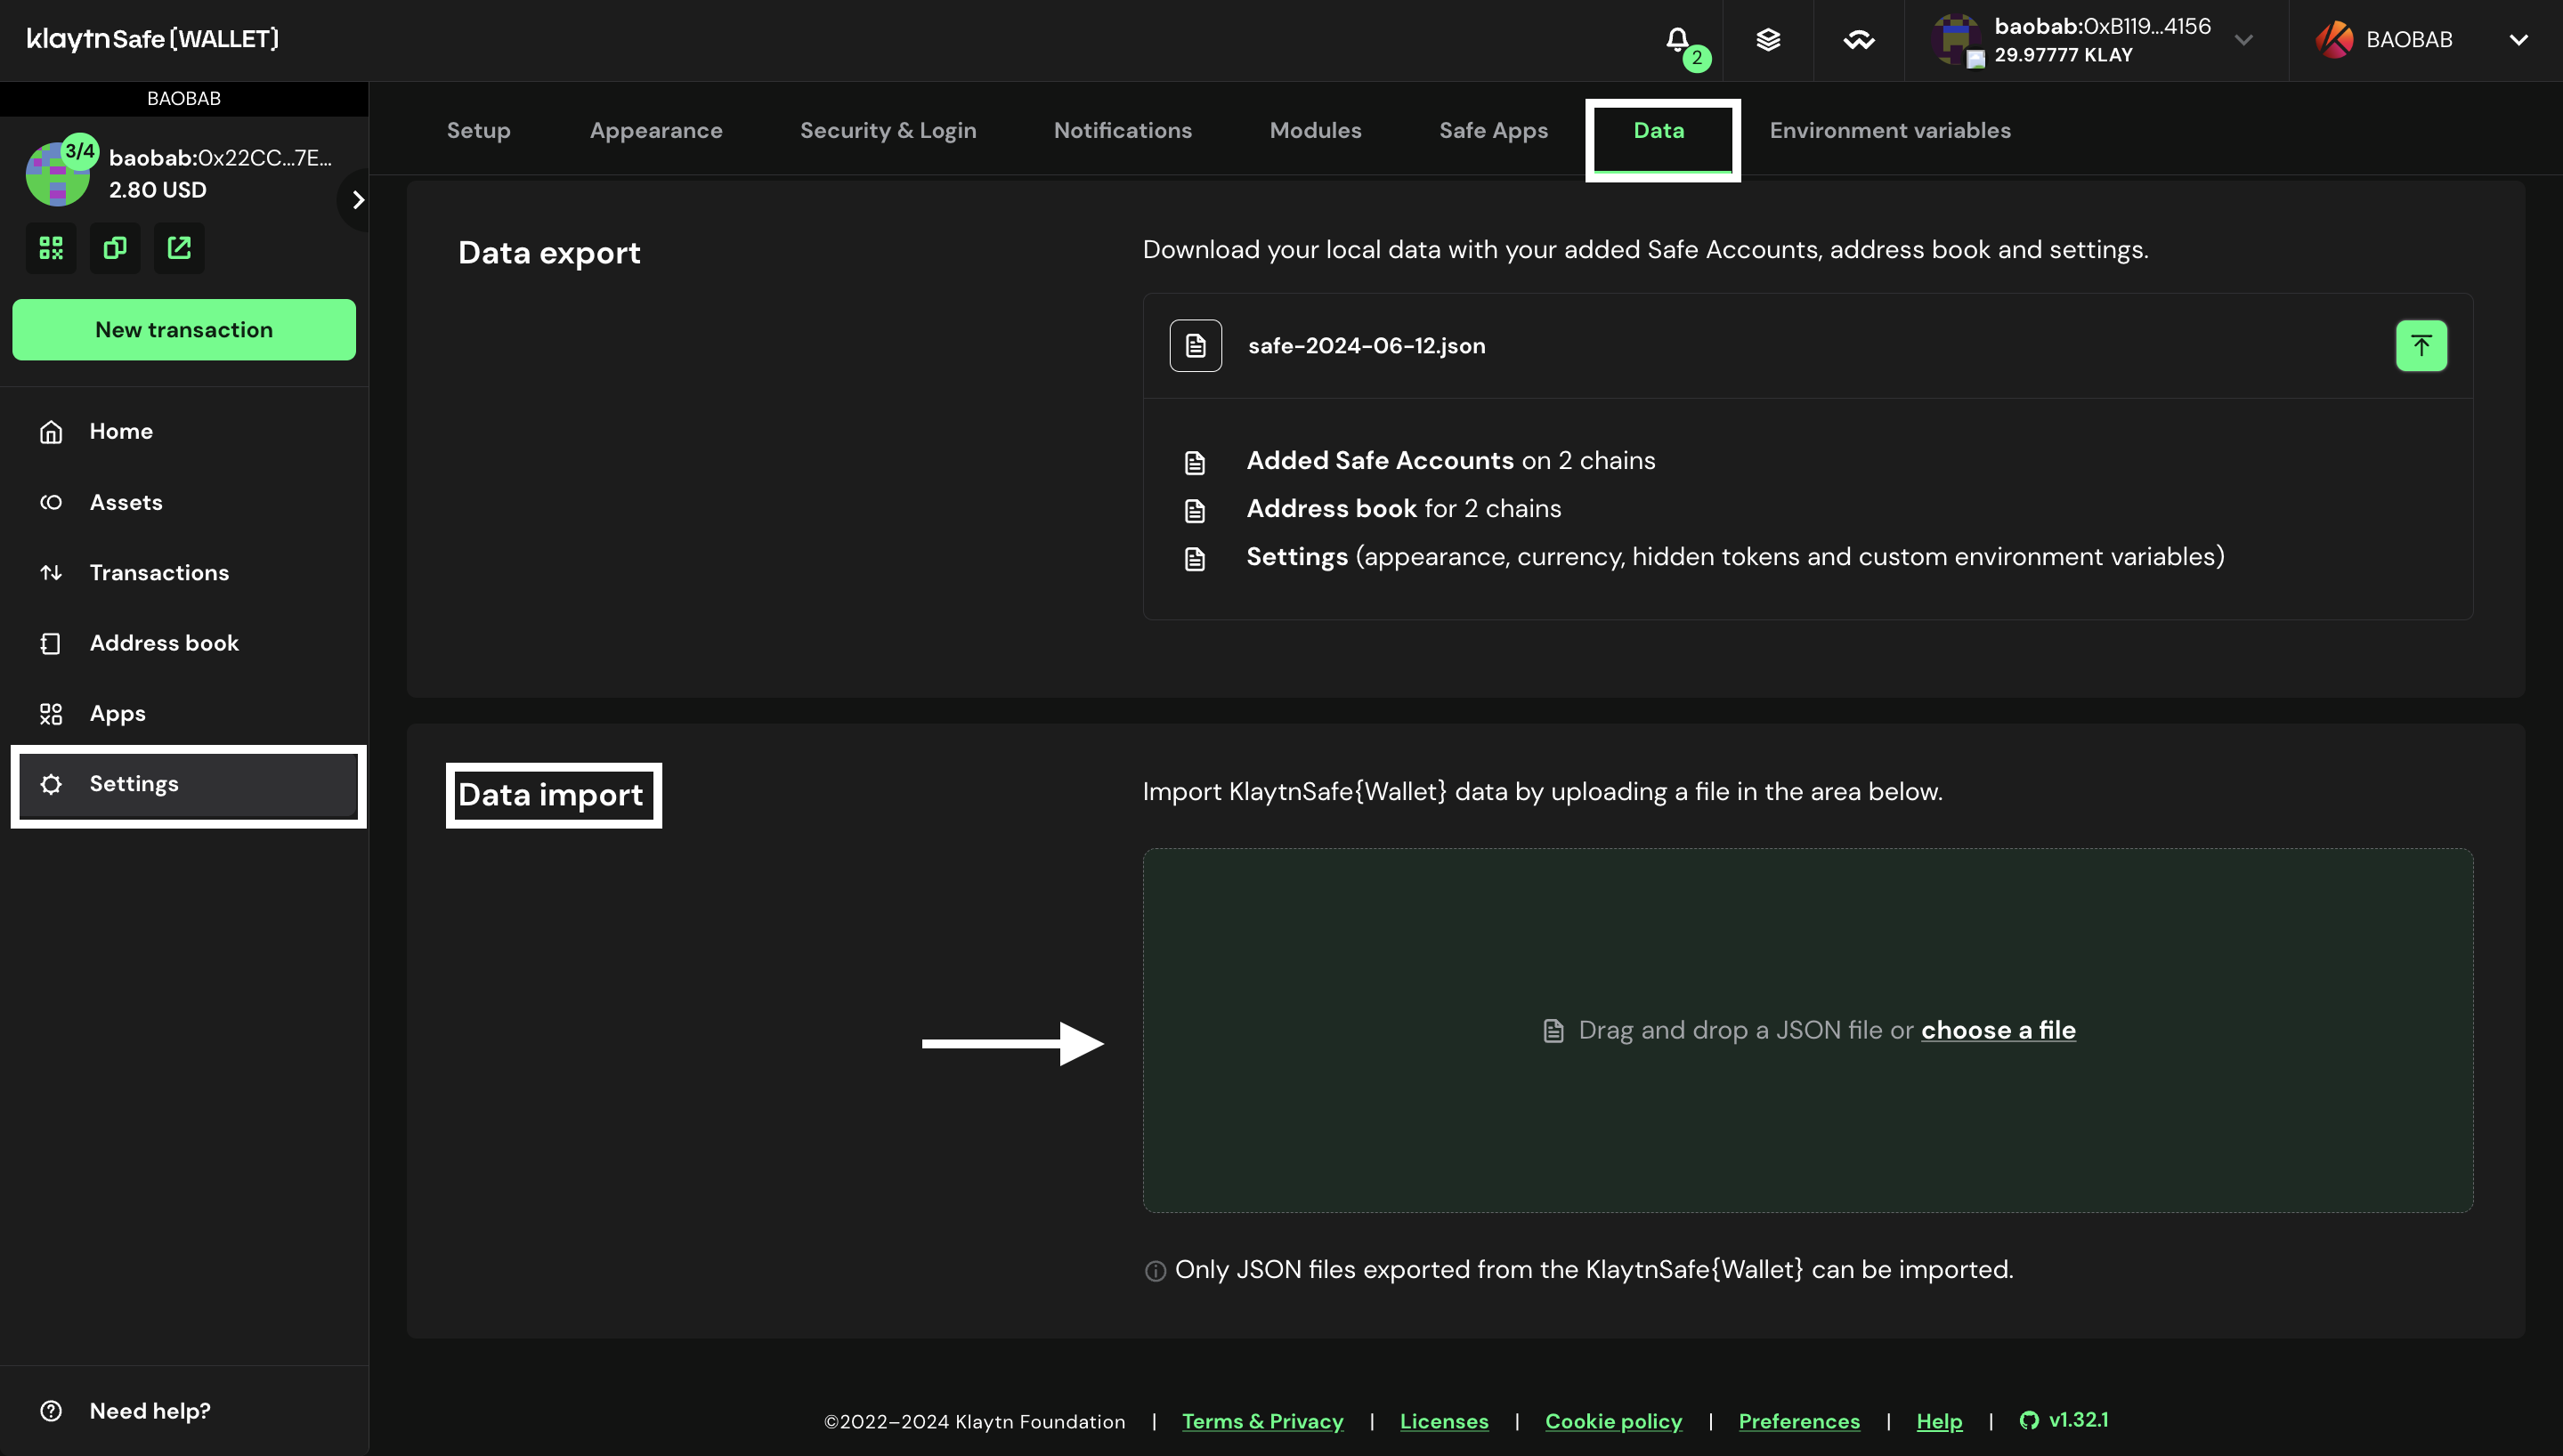 klaytn Safe {WALLET}
2
baobab:0xB119...4156
29.97777 KLAY
BAOBAB
BAOBAB
3/4
baobab:0x22CC...7E...
2.80 USD
New transaction
Home
Assets
Transactions
Address book
Apps
Settings
Need help?
Setup
Appearance
Security & Login
Notifications
Modules
Safe Apps
Data
Environment variables
Data export
Download your local data with your added Safe Accounts, address book and settings.
safe-2024-06-12.json
Added Safe Accounts on 2 chains
Address book for 2 chains
Settings (appearance, currency, hidden tokens and custom environment variables)
Data import
Import KlaytnSafe{Wallet} data by uploading a file in the area below.
Drag and drop a JSON file or choose a file
Only JSON files exported from the KlaytnSafe{Wallet} can be imported.
©2022–2024 Klaytn Foundation | Terms & Privacy | Licenses | Cookie policy | Preferences | Help | v1.32.1